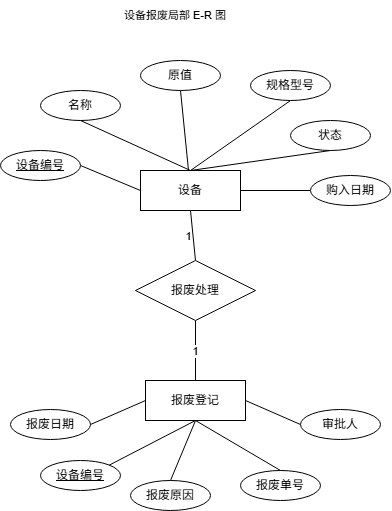 设备报废局部 E-R 图
原值
规格型号
名称
状态
设备编号
设备
购入日期
1
报废处理
1
报废登记
报废日期
审批人
设备编号
报废原因
报废单号